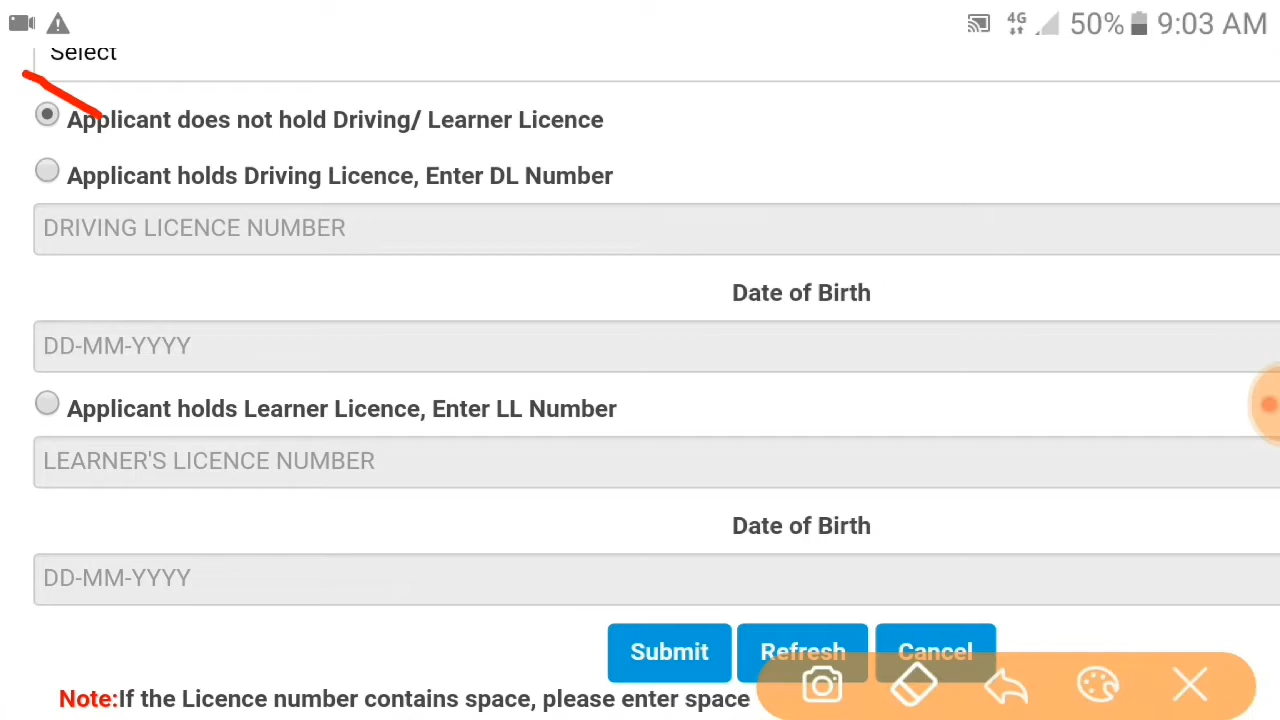 4G 50% 9:03 AM
Select
Applicant does not hold Driving/ Learner Licence
Applicant holds Driving Licence, Enter DL Number
DRIVING LICENCE NUMBER
Date of Birth
DD-MM-YYYY
Applicant holds Learner Licence, Enter LL Number
LEARNER'S LICENCE NUMBER
Date of Birth
DD-MM-YYYY
Submit Refresh Cancel
Note:If the Licence number contains space, please enter space